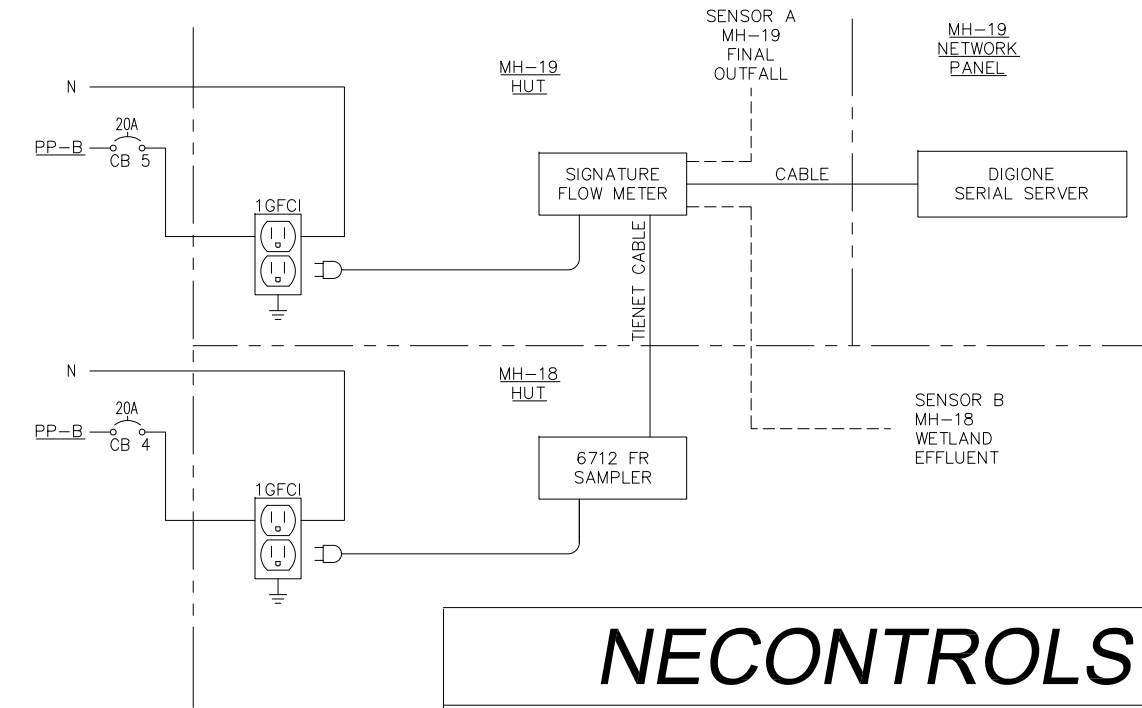 SENSOR A
MH-19
FINAL
OUTFALL
MH-19
NETWORK
PANEL
MH-19
HUT
N
20A
PP-B
CB 5
1GFCI
SIGNATURE
FLOW METER
CABLE
DIGIONE
SERIAL SERVER
TIENET CABLE
N
MH-18
HUT
20A
PP-B
CB 4
1GFCI
6712 FR
SAMPLER
SENSOR B
MH-18
WETLAND
EFFLUENT
NECONTROLS